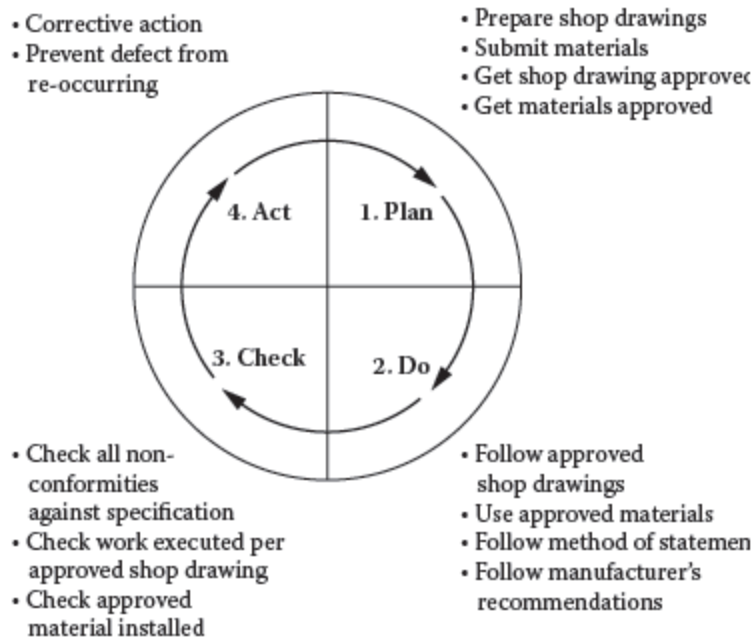 • Corrective action
• Prevent defect from
re-occurring
• Prepare shop drawings
• Submit materials
• Get shop drawing approved
• Get materials approved
4. Act
1. Plan
3. Check
2. Do
• Check all non-
conformities
against specification
• Check work executed per
approved shop drawing
• Check approved
material installed
• Follow approved
shop drawings
• Use approved materials
• Follow method of statemen
• Follow manufacturer's
recommendations